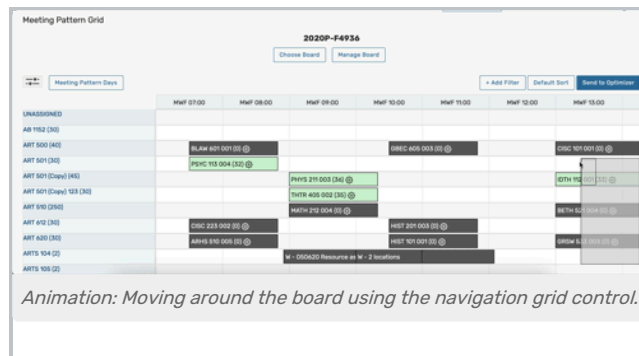 Meeting Pattern Grid
2020P-F4936
Choose Board Manage Board
Meeting Pattern Days + Add Filter Default Sort Send to Optimizer
MWF 07:00 MWF 08:00 MWF 09:00 MWF 10:00 MWF 11:00 MWF 12:00 MWF 13:00
UNASSIGNED
AB 1152 (30)
ART 500 (40) BLAW 601 001 (0) GBEC 605 003 (0) CISC 101 001 (0)
ART 501 (30) PSYC 113 004 (32)
ART 501 (Copy) (45) PHYS 211 003 (36) IDTH 112
ART 501 (Copy) 123 (30) THTR 405 002 (35)
ART 510 (250) MATH 212 004 (0) BETH
ART 612 (30) CISC 223 002 (0) HIST 201 003 (0)
ART 620 (30) ARHS 510 005 (0) HIST 101 001 (0) GRSW
ARTS 104 (2) W - 050620 Resource as W - 2 locations
ARTS 105 (2)
Animation: Moving around the board using the navigation grid control.